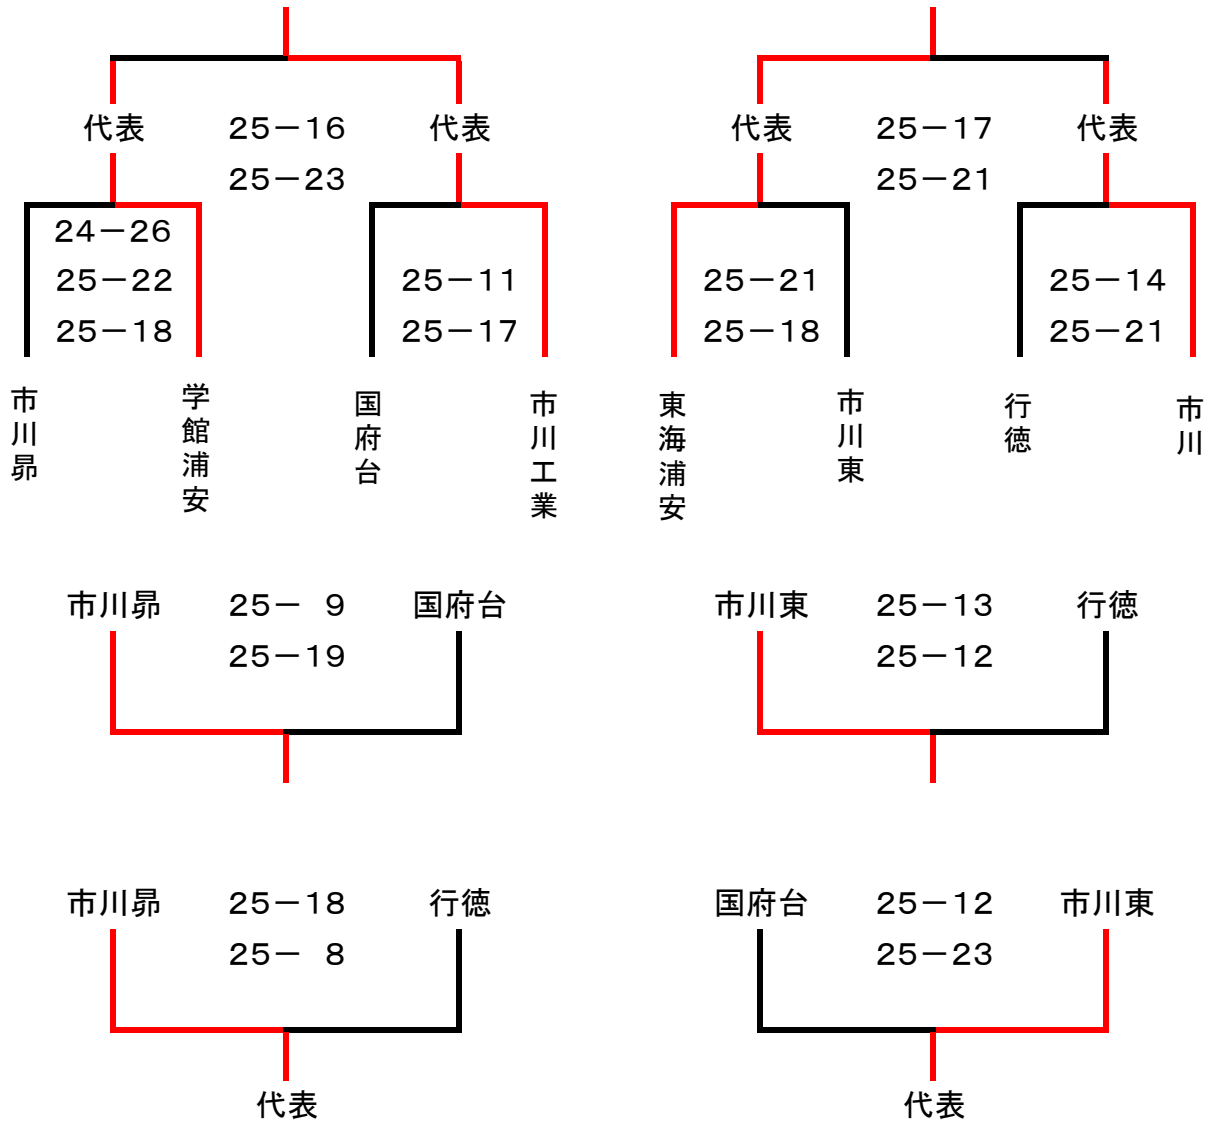 代表 25－16 代表
25－23
代表 25－17 代表
25－21
24－26
25－22
25－18
25－11
25－17
25－21
25－18
25－14
25－21
市川昴
学館浦安
国府台
市川工業
東海浦安
市川東
行徳
市川
市川昴 25－ 9 国府台
25－19
市川東 25－13 行徳
25－12
市川昴 25－18 行徳
25－ 8
代表
国府台 25－12 市川東
25－23
代表